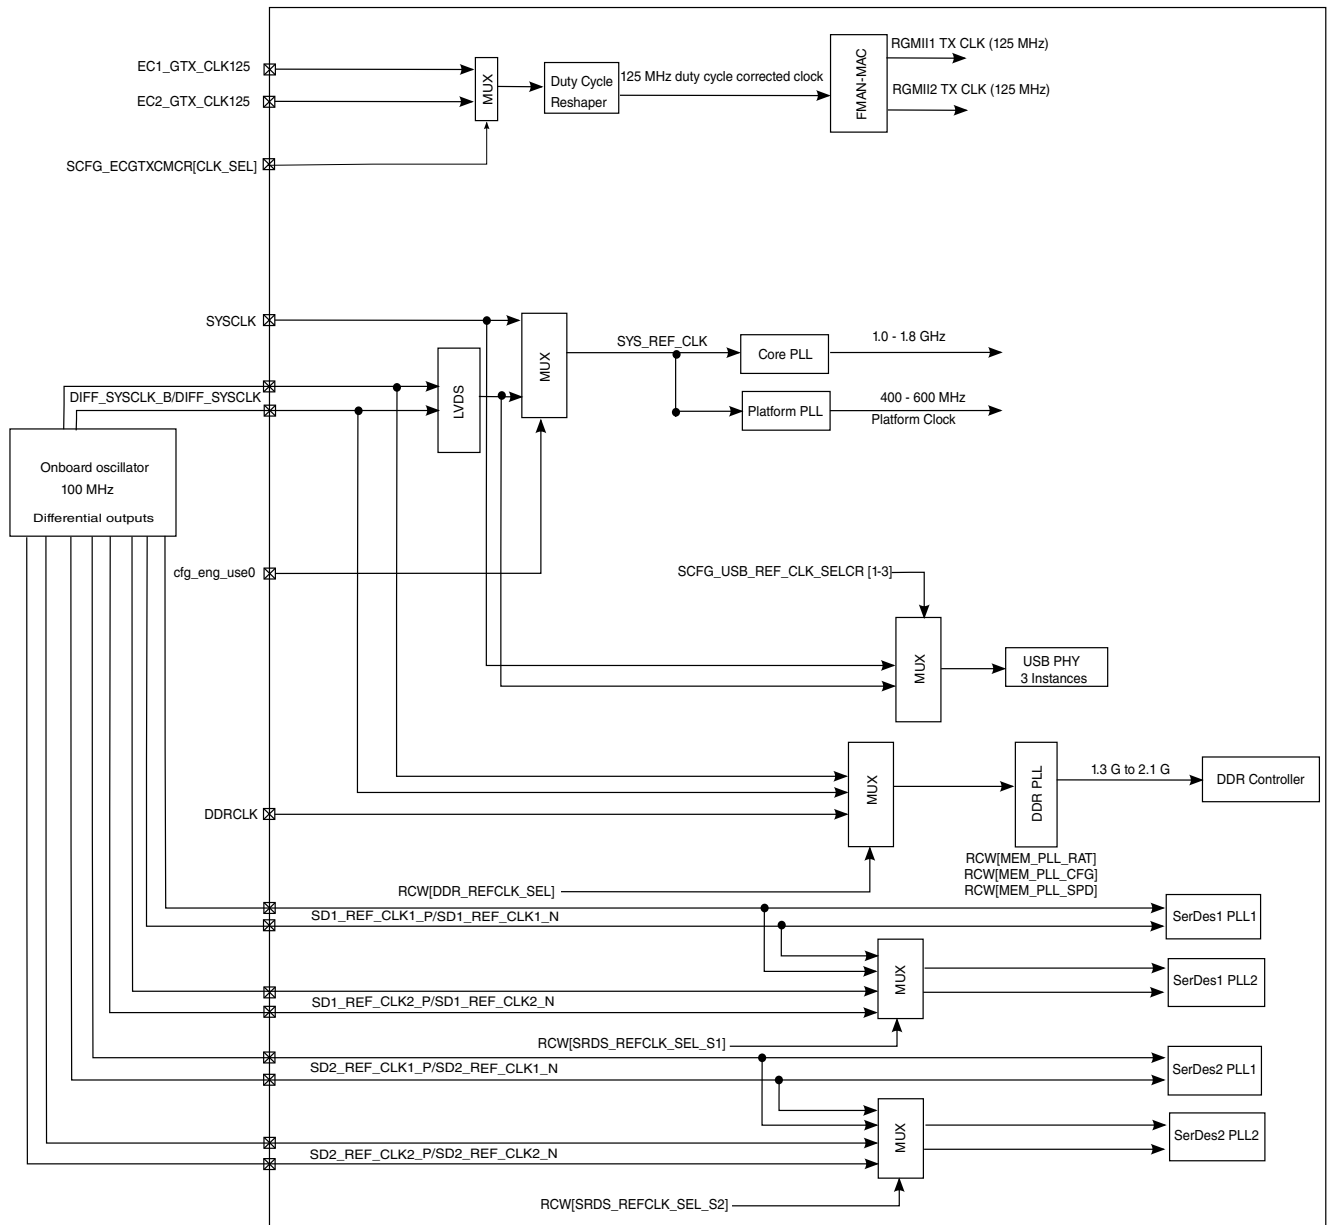 EC1_GTX_CLK125
EC2_GTX_CLK125
SCFG_ECGTXCMCR[CLK_SEL]
MUX
Duty Cycle
Reshaper
125 MHz duty cycle corrected clock
FMAN-MAC
RGMII1 TX CLK (125 MHz)
RGMII2 TX CLK (125 MHz)
SYSCLK
DIFF_SYSCLK_B/DIFF_SYSCLK
LVDS
MUX
SYS_REF_CLK
Core PLL
1.0 - 1.8 GHz
Platform PLL
400 - 600 MHz
Platform Clock
Onboard oscillator
100 MHz
Differential outputs
cfg_eng_use0
SCFG_USB_REF_CLK_SELCR [1-3]
MUX
USB PHY
3 Instances
DDRCLK
MUX
DDR PLL
1.3 G to 2.1 G
DDR Controller
RCW[MEM_PLL_RAT]
RCW[MEM_PLL_CFG]
RCW[MEM_PLL_SPD]
RCW[DDR_REFCLK_SEL]
SD1_REF_CLK1_P/SD1_REF_CLK1_N
SerDes1 PLL1
MUX
SerDes1 PLL2
SD1_REF_CLK2_P/SD1_REF_CLK2_N
RCW[SRDS_REFCLK_SEL_S1]
SD2_REF_CLK1_P/SD2_REF_CLK1_N
SerDes2 PLL1
MUX
SerDes2 PLL2
SD2_REF_CLK2_P/SD2_REF_CLK2_N
RCW[SRDS_REFCLK_SEL_S2]